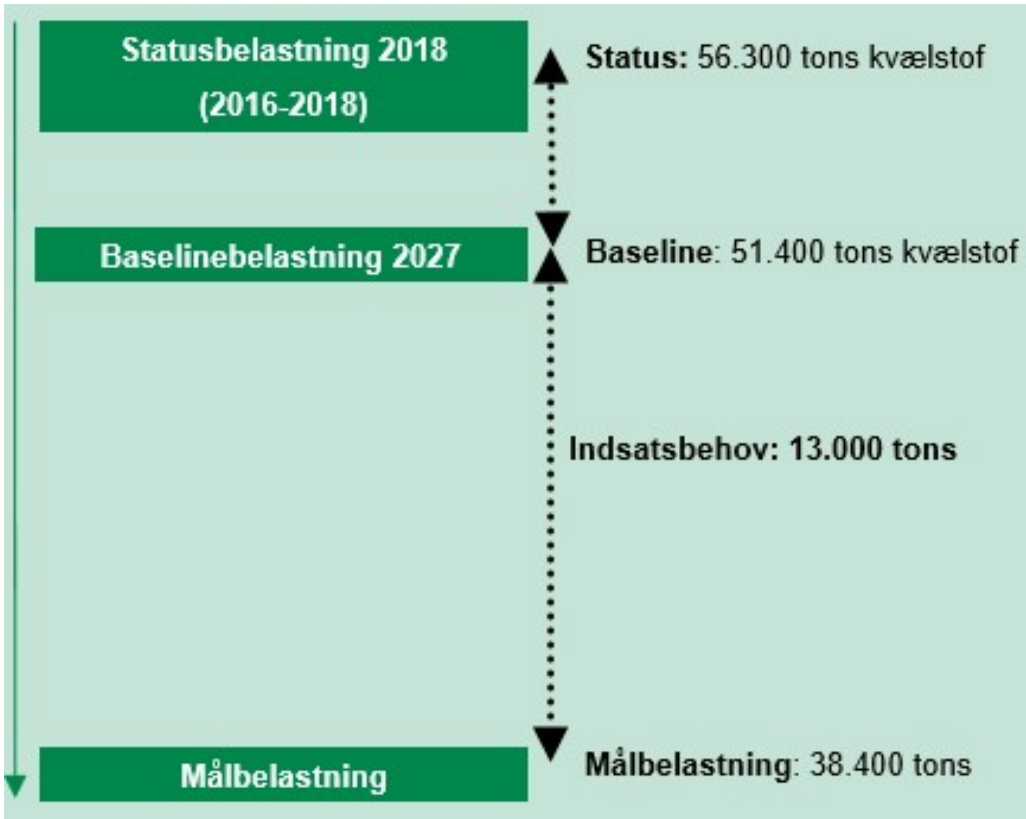 Statusbelastning 2018
(2016-2018)
Status: 56.300 tons kvælstof
Baselinebelastning 2027
Baseline: 51.400 tons kvælstof
Indsatsbehov: 13.000 tons
Målbelastning
Målbelastning: 38.400 tons